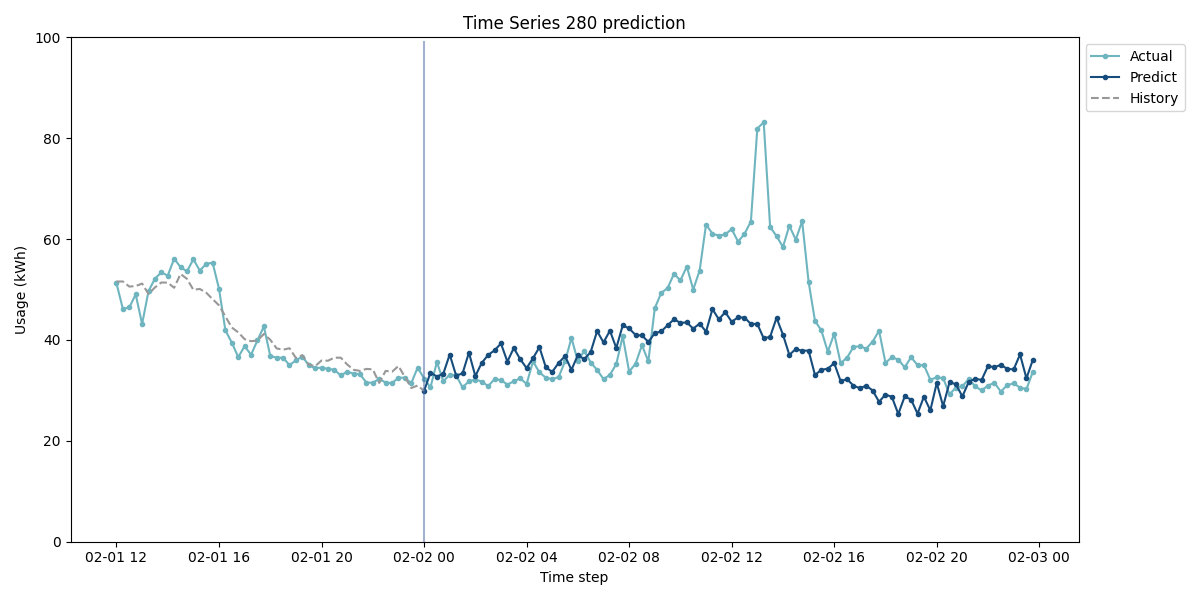 Time Series 280 prediction
Usage (kWh)
100
80
60
40
20
0
02-01 12
02-01 16
02-01 20
02-02 00
02-02 04
02-02 08
02-02 12
02-02 16
02-02 20
02-03 00
Time step
Actual
Predict
History